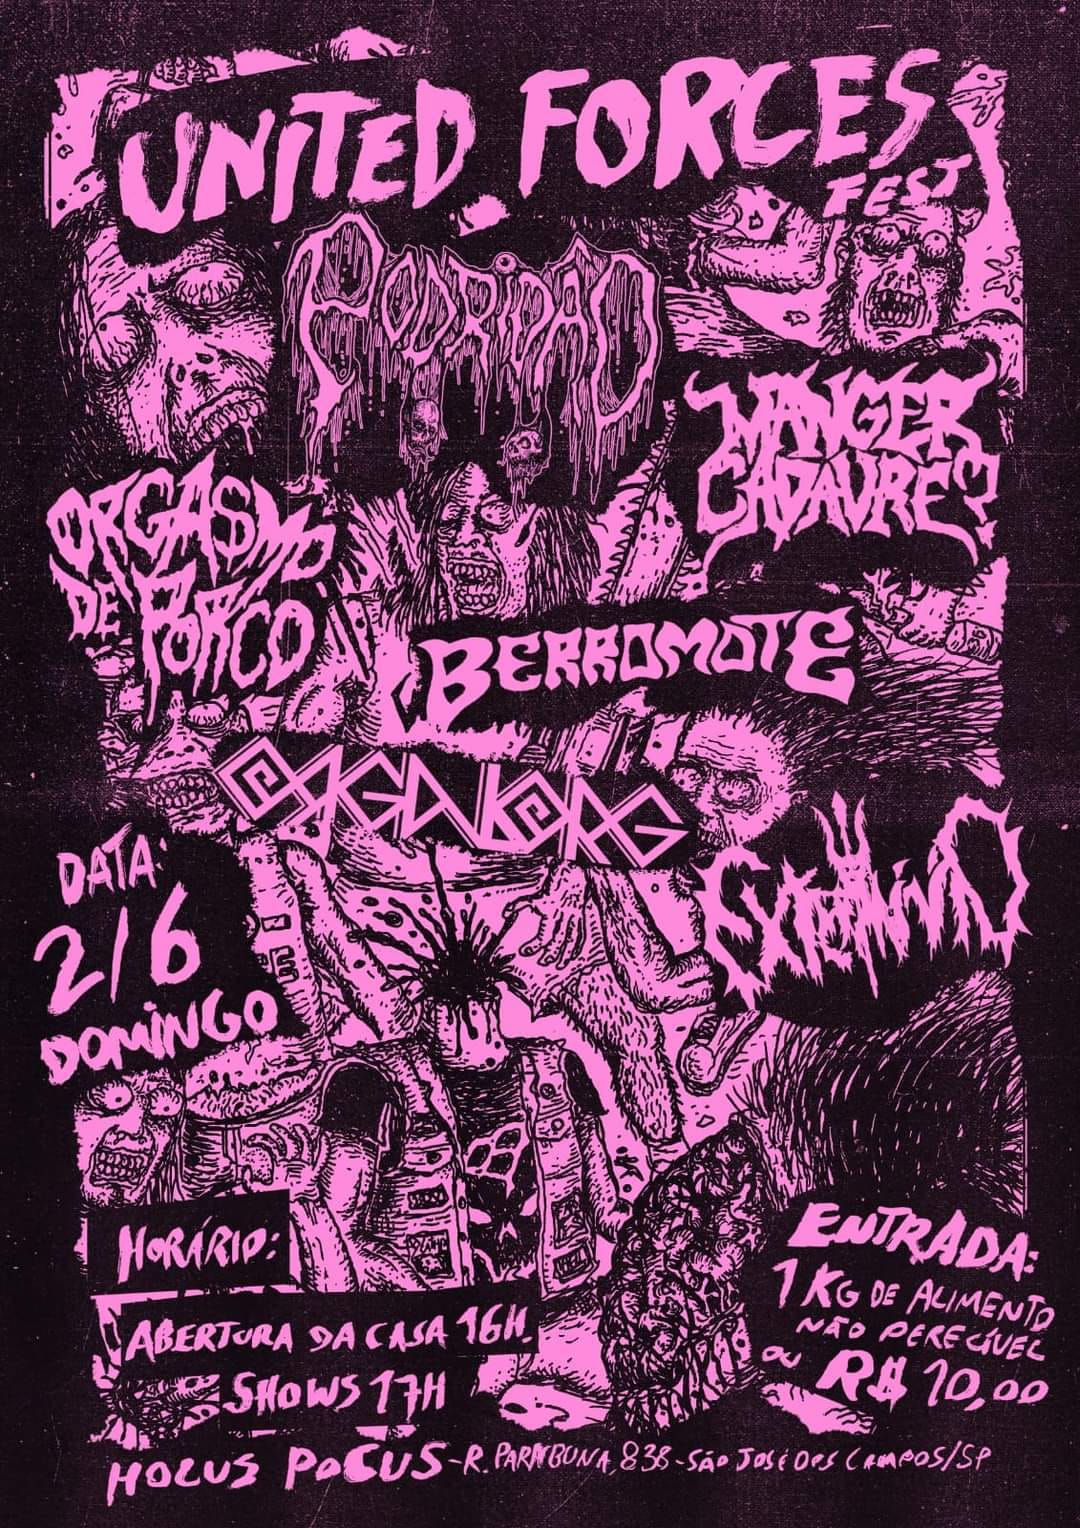 UNITED FORCES
FEST
PODRIDÃO
MANGER
CADAVRE?
ORGASMO
DE PORCO
BERROMOTE
EXTERMÍNIO
DATA:
2/6
DOMINGO
HORÁRIO:
ABERTURA DA CASA 16H.
SHOWS 17H
ENTRADA:
1 KG DE ALIMENTO
NÃO PERECÍVEL
OU R$ 10,00
HOCUS POCUS - R. PARAIBUNA, 838 - SÃO JOSÉ DOS CAMPOS/SP